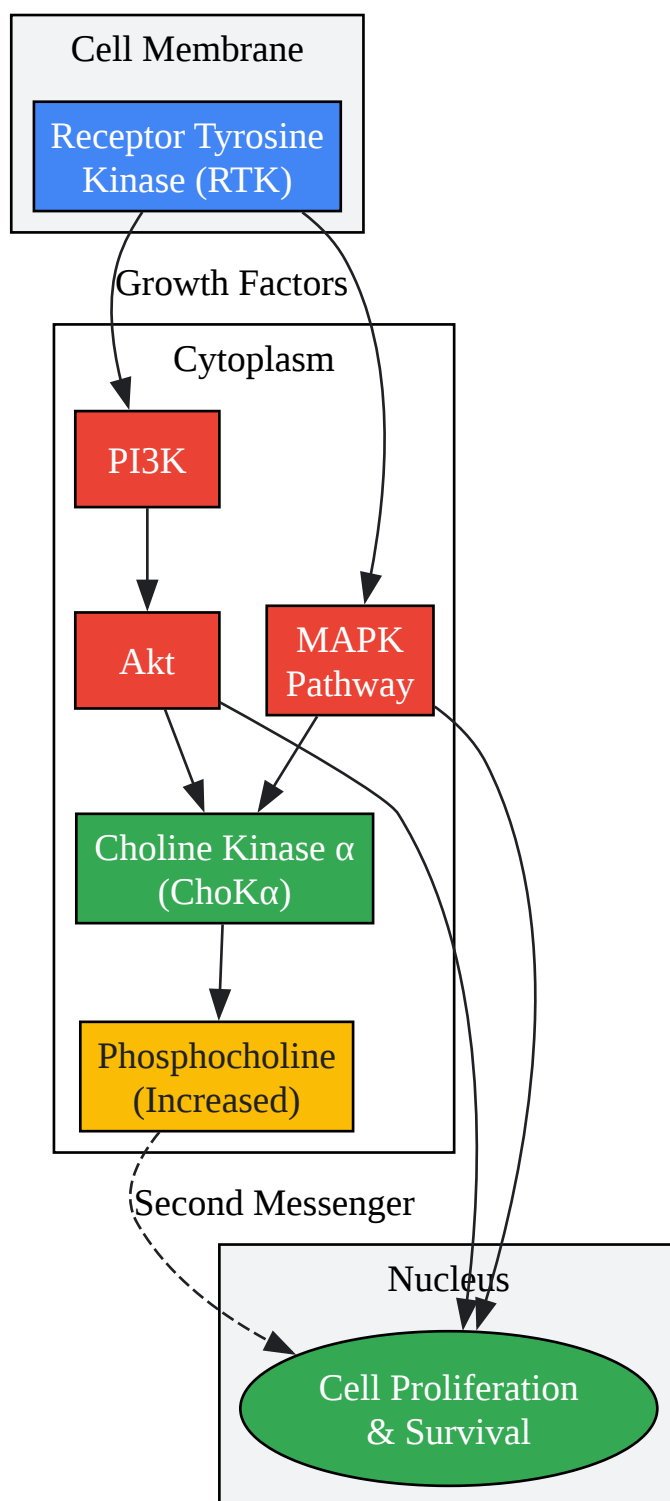 Cell Membrane
Receptor Tyrosine
Kinase (RTK)
Growth Factors
Cytoplasm
PI3K
Akt
MAPK
Pathway
Choline Kinase α
(ChoKα)
Phosphocholine
(Increased)
Second Messenger
Nucleus
Cell Proliferation
& Survival